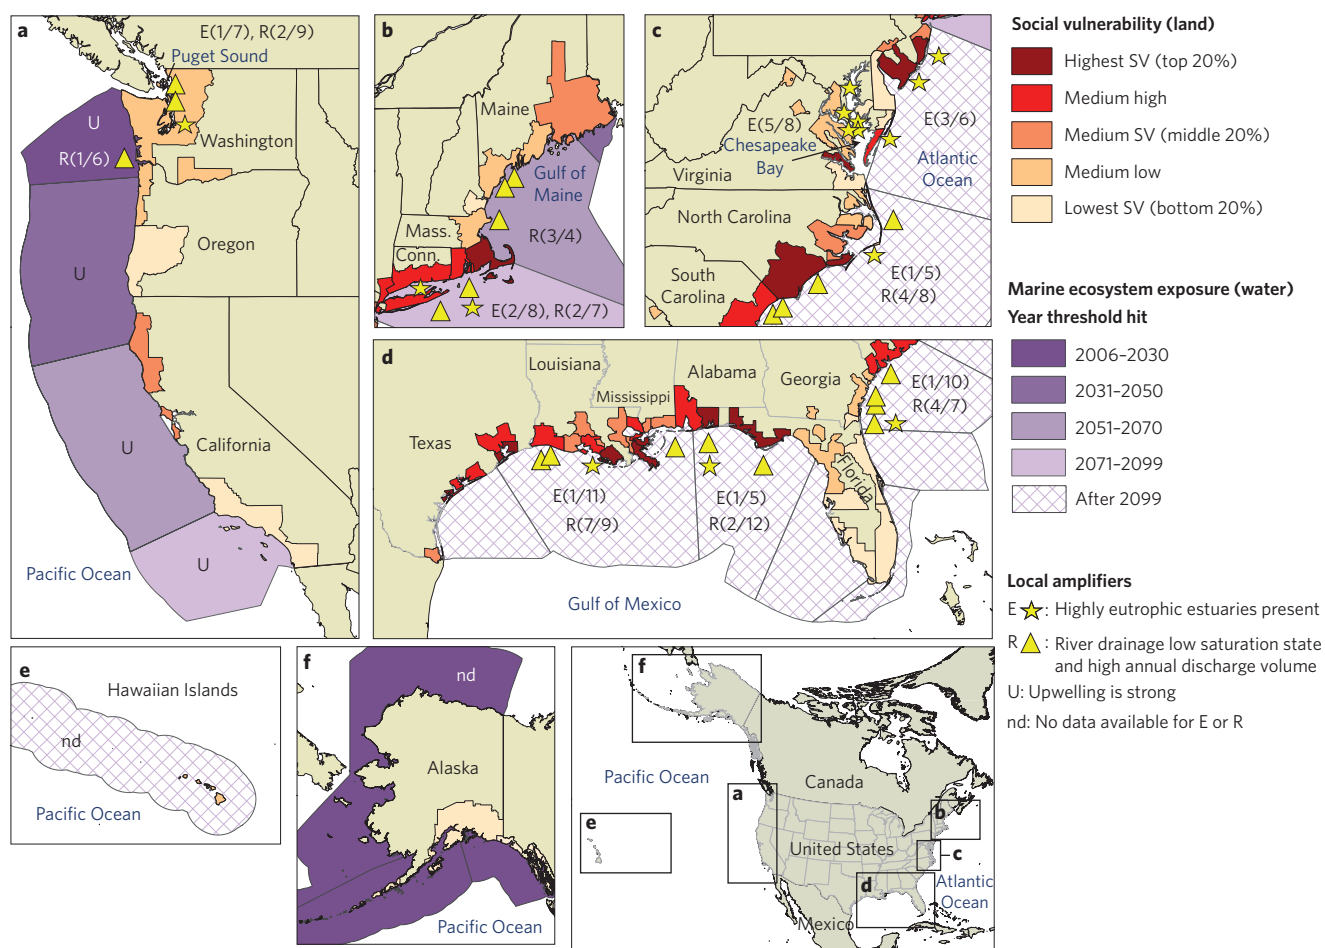 a
E(1/7), R(2/9)
Puget Sound
U
R(1/6)
Washington
U
Oregon
U
California
U
Pacific Ocean
b
Maine
Gulf of
Maine
Mass.
R(3/4)
Conn.
E(2/8), R(2/7)
c
E(5/8)
E(3/6)
Chesapeake
Bay
Atlantic
Ocean
Virginia
North Carolina
South
Carolina
E(1/5)
R(4/8)
d
Louisiana
Alabama
Georgia
Mississippi
Texas
E(1/10)
R(4/7)
Florida
E(1/11)
R(7/9)
E(1/5)
R(2/12)
Gulf of Mexico
e
Hawaiian Islands
nd
Pacific Ocean
f
nd
Alaska
Pacific Ocean
f
Pacific Ocean
Canada
a
b
e
United States
c
d
Atlantic
Ocean
Mexico
Social vulnerability (land)
Highest SV (top 20%)
Medium high
Medium SV (middle 20%)
Medium low
Lowest SV (bottom 20%)
Marine ecosystem exposure (water)
Year threshold hit
2006–2030
2031–2050
2051–2070
2071–2099
After 2099
Local amplifiers
E : Highly eutrophic estuaries present
R : River drainage low saturation state
and high annual discharge volume
U: Upwelling is strong
nd: No data available for E or R